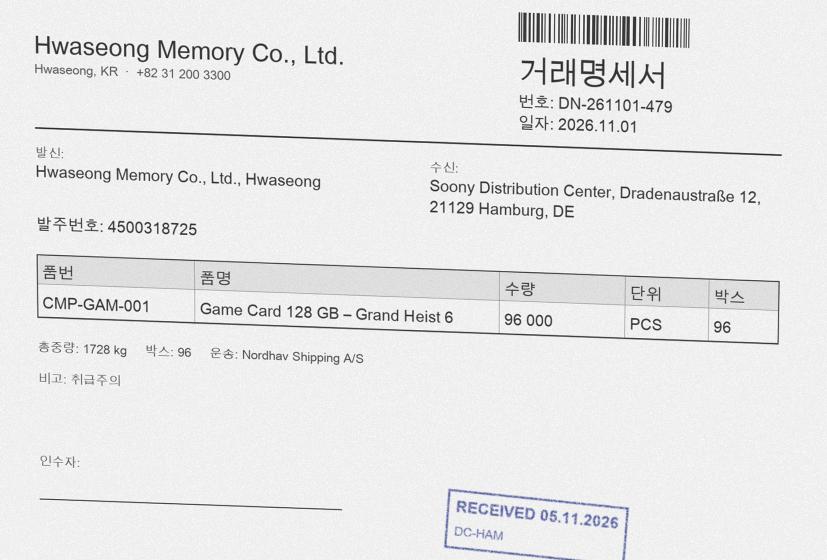 Hwaseong Memory Co., Ltd.
Hwaseong, KR · +82 31 200 3300
거래명세서
번호: DN-261101-479
일자: 2026.11.01
발신:
Hwaseong Memory Co., Ltd., Hwaseong
수신:
Soony Distribution Center, Dradenaustraße 12,
21129 Hamburg, DE
발주번호: 4500318725
품번 품명 수량 단위 박스
CMP-GAM-001 Game Card 128 GB – Grand Heist 6 96 000 PCS 96
총중량: 1728 kg 박스: 96 운송: Nordhav Shipping A/S
비고: 취급주의
인수자:
RECEIVED 05.11.2026
DC-HAM